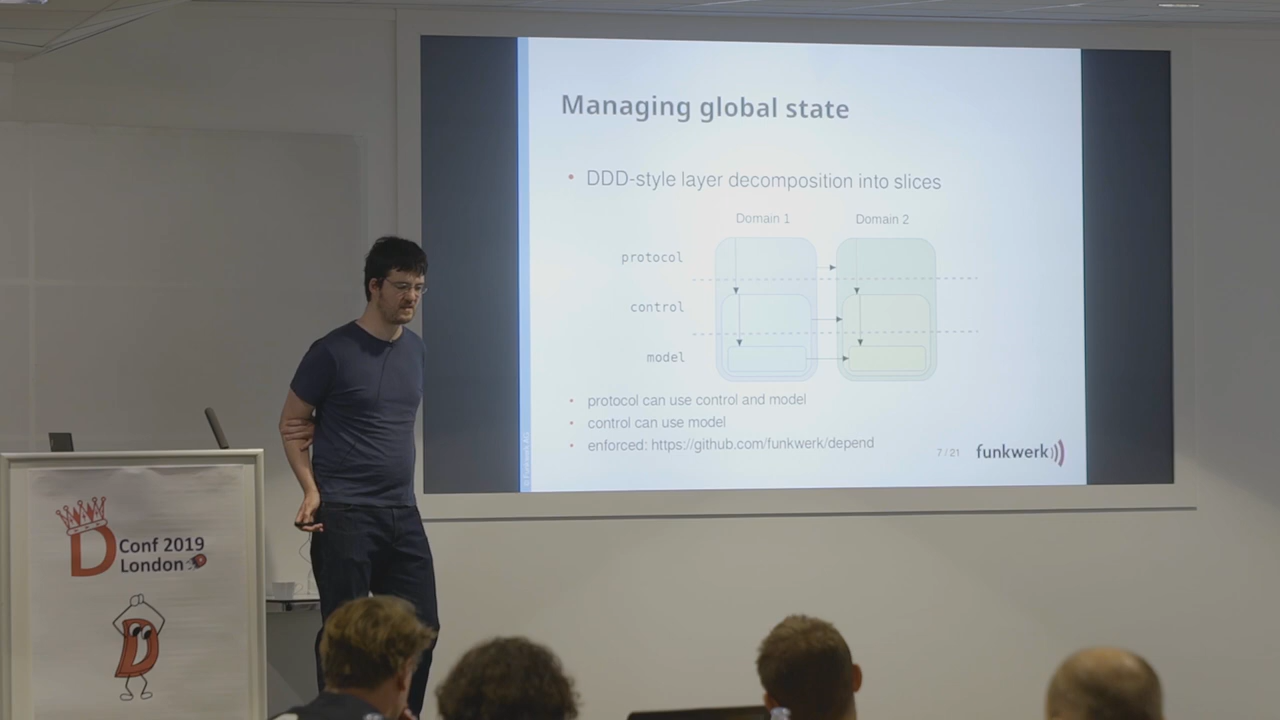 Managing global state
• DDD-style layer decomposition into slices
Domain 1 Domain 2
protocol
control
model
• protocol can use control and model
• control can use model
• enforced: https://github.com/funkwerk/depend
7 / 21 funkwerk
© Funkwerk AG
D Conf 2019
London
D